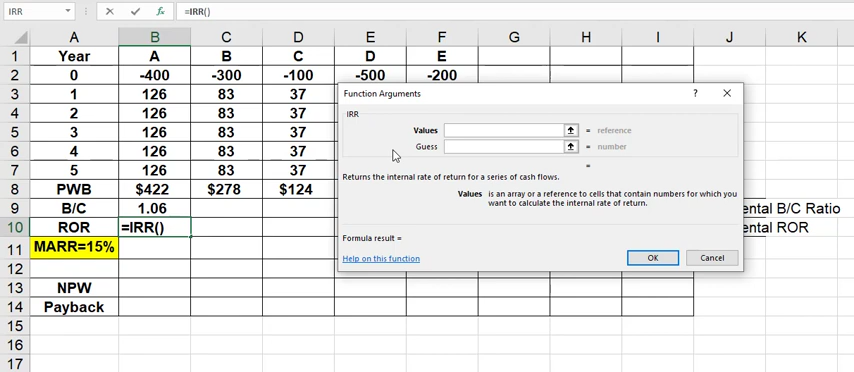 IRR =IRR()
A B C D E F G H I J K
1 Year A B C D E
2 0 -400 -300 -100 -500 -200
3 1 126 83 37
4 2 126 83 37
5 3 126 83 37
6 4 126 83 37
7 5 126 83 37
8 PWB $422 $278 $124
9 B/C 1.06 ental B/C Ratio
10 ROR =IRR() ental ROR
11 MARR=15%
12
13 NPW
14 Payback
15
16
17
Function Arguments ?
IRR
Values = reference
Guess = number
=
Returns the internal rate of return for a series of cash flows.
Values is an array or a reference to cells that contain numbers for which you
want to calculate the internal rate of return.
Formula result =
Help on this function OK Cancel